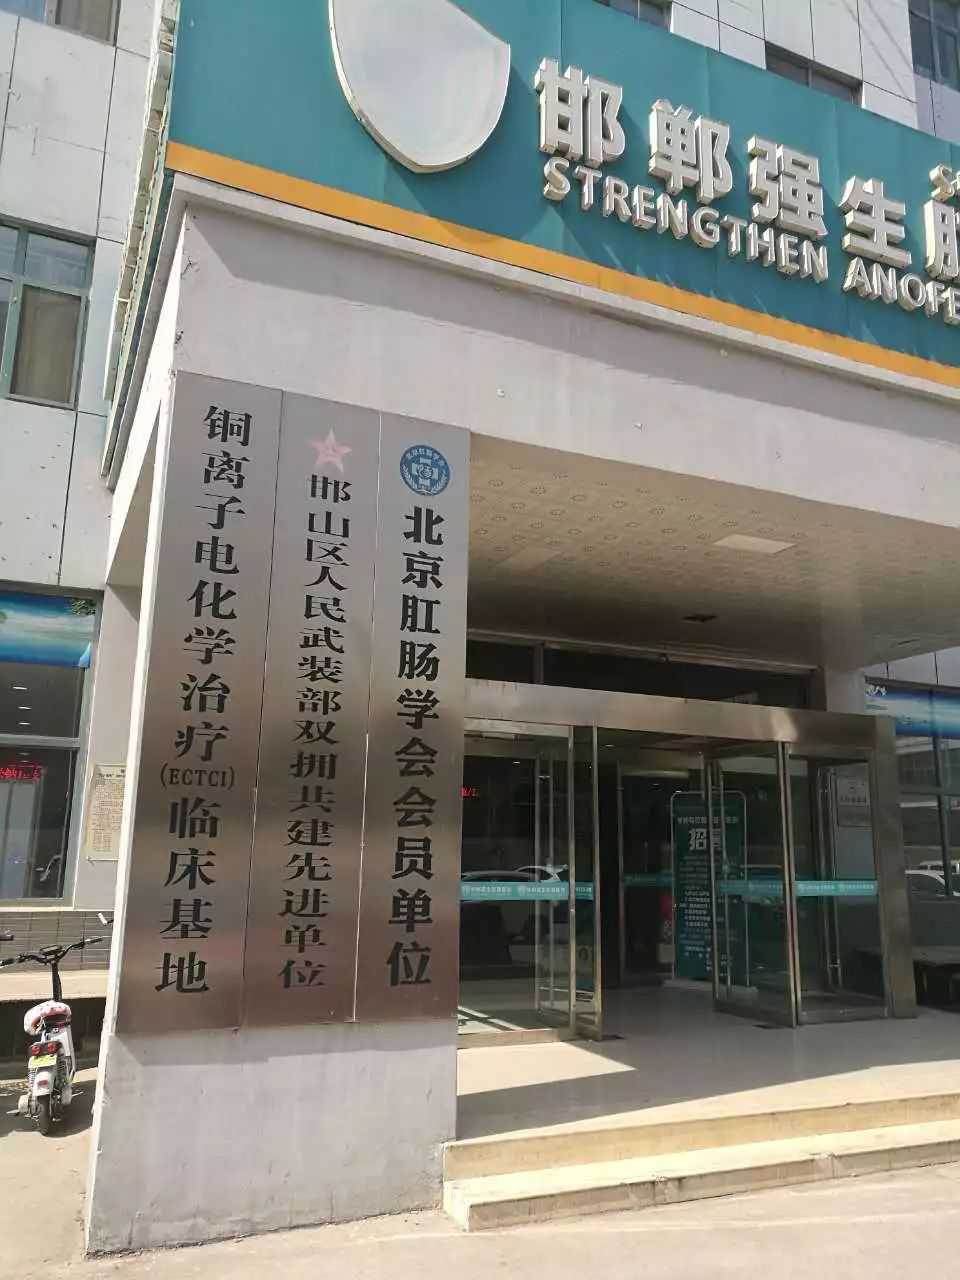 邯郸强生肛
STRENGTHEN ANOFE
铜离子电化学治疗(ECTCI)临床基地
邯山区人民武装部双拥共建先进单位
北京肛肠学会会员单位
招